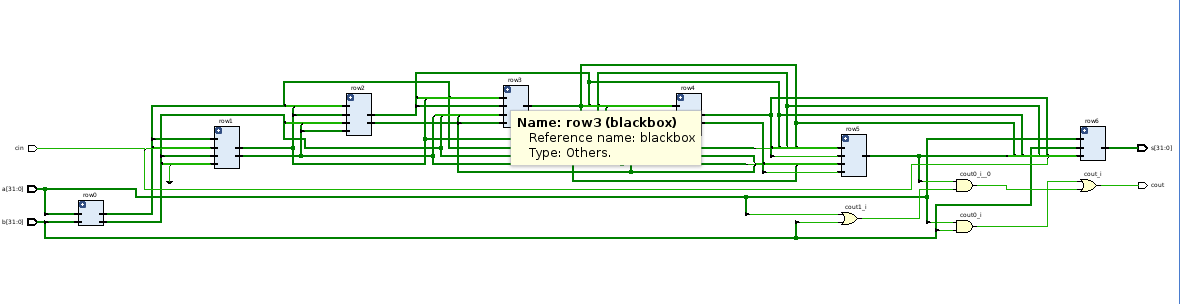 row3
row2
row4
Name: row3 (blackbox)
Reference name: blackbox
Type: Others.
row1
row5
row6
cin
s[31:0]
cout0_i__0
cout_i
a[31:0]
cout
row0
cout1_i
cout0_i
b[31:0]